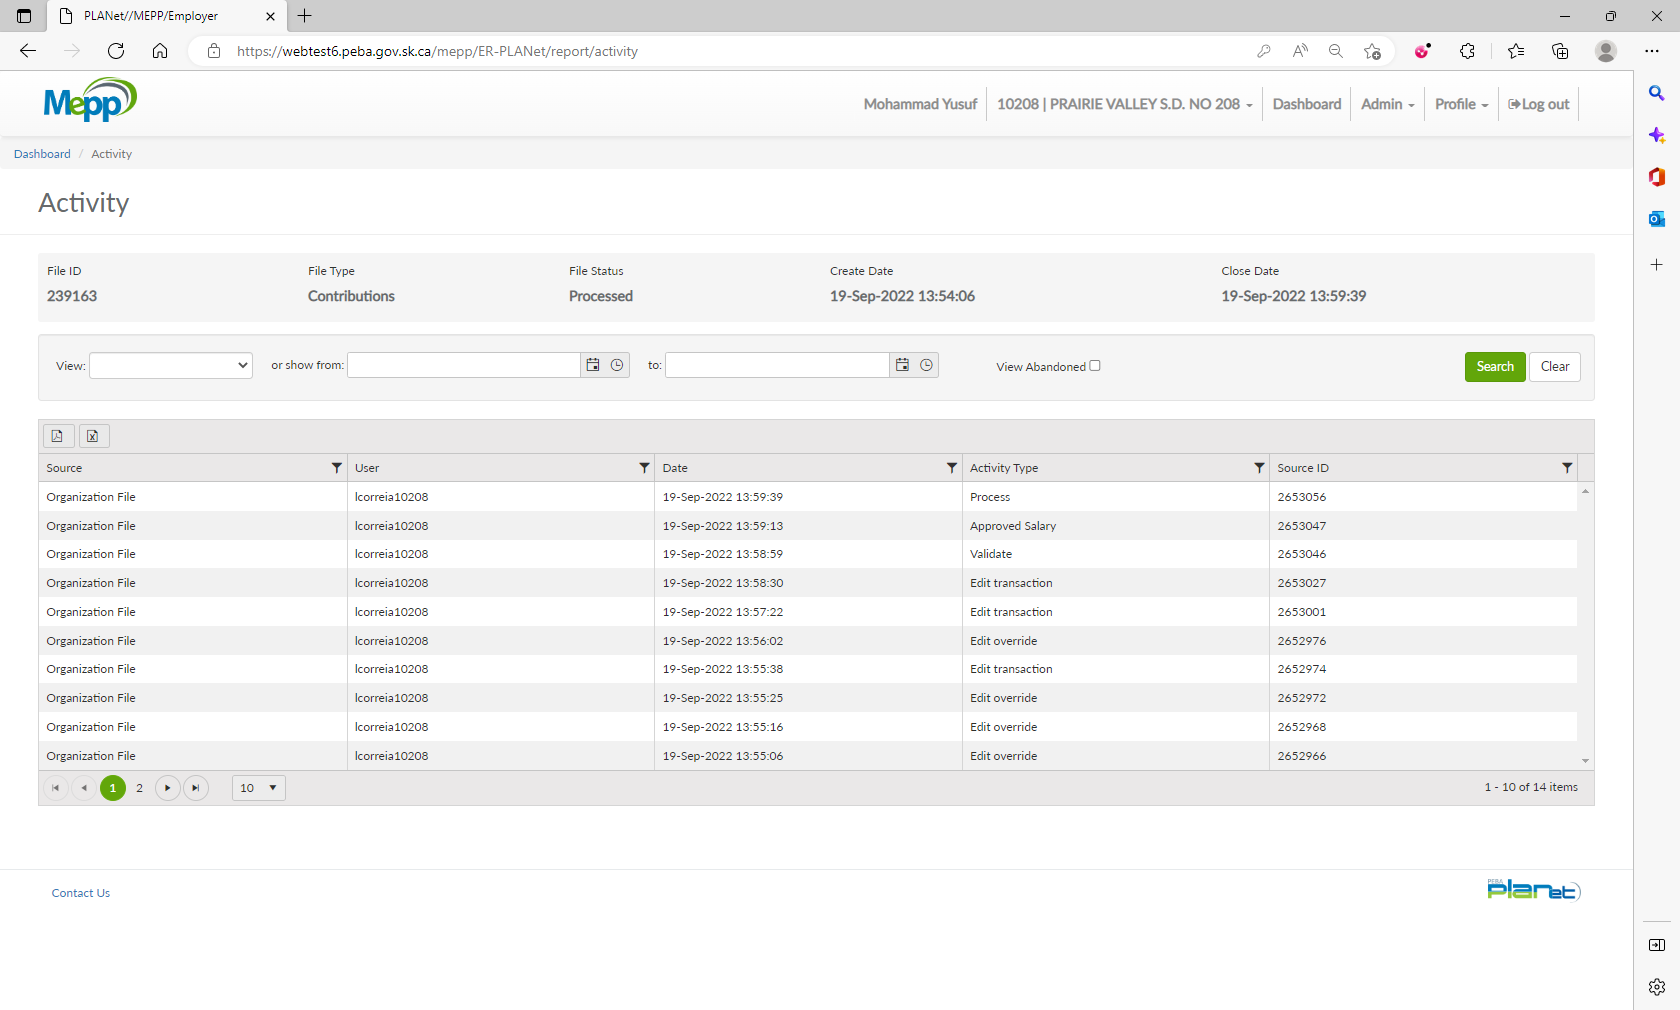 PLANet//MEPP/Employer
https://webtest6.peba.gov.sk.ca/mepp/ER-PLANet/report/activity
Mepp
Mohammad Yusuf
10208 | PRAIRIE VALLEY S.D. NO 208
Dashboard
Admin
Profile
Log out
Dashboard / Activity
Activity
File ID File Type File Status Create Date Close Date
239163 Contributions Processed 19-Sep-2022 13:54:06 19-Sep-2022 13:59:39
View: or show from: to: View Abandoned Search Clear
Source User Date Activity Type Source ID
Organization File lcorreia10208 19-Sep-2022 13:59:39 Process 2653056
Organization File lcorreia10208 19-Sep-2022 13:59:13 Approved Salary 2653047
Organization File lcorreia10208 19-Sep-2022 13:58:59 Validate 2653046
Organization File lcorreia10208 19-Sep-2022 13:58:30 Edit transaction 2653027
Organization File lcorreia10208 19-Sep-2022 13:57:22 Edit transaction 2653001
Organization File lcorreia10208 19-Sep-2022 13:56:02 Edit override 2652976
Organization File lcorreia10208 19-Sep-2022 13:55:38 Edit transaction 2652974
Organization File lcorreia10208 19-Sep-2022 13:55:25 Edit override 2652972
Organization File lcorreia10208 19-Sep-2022 13:55:16 Edit override 2652968
Organization File lcorreia10208 19-Sep-2022 13:55:06 Edit override 2652966
1 2 10 1 - 10 of 14 items
Contact Us
PEBA
planet